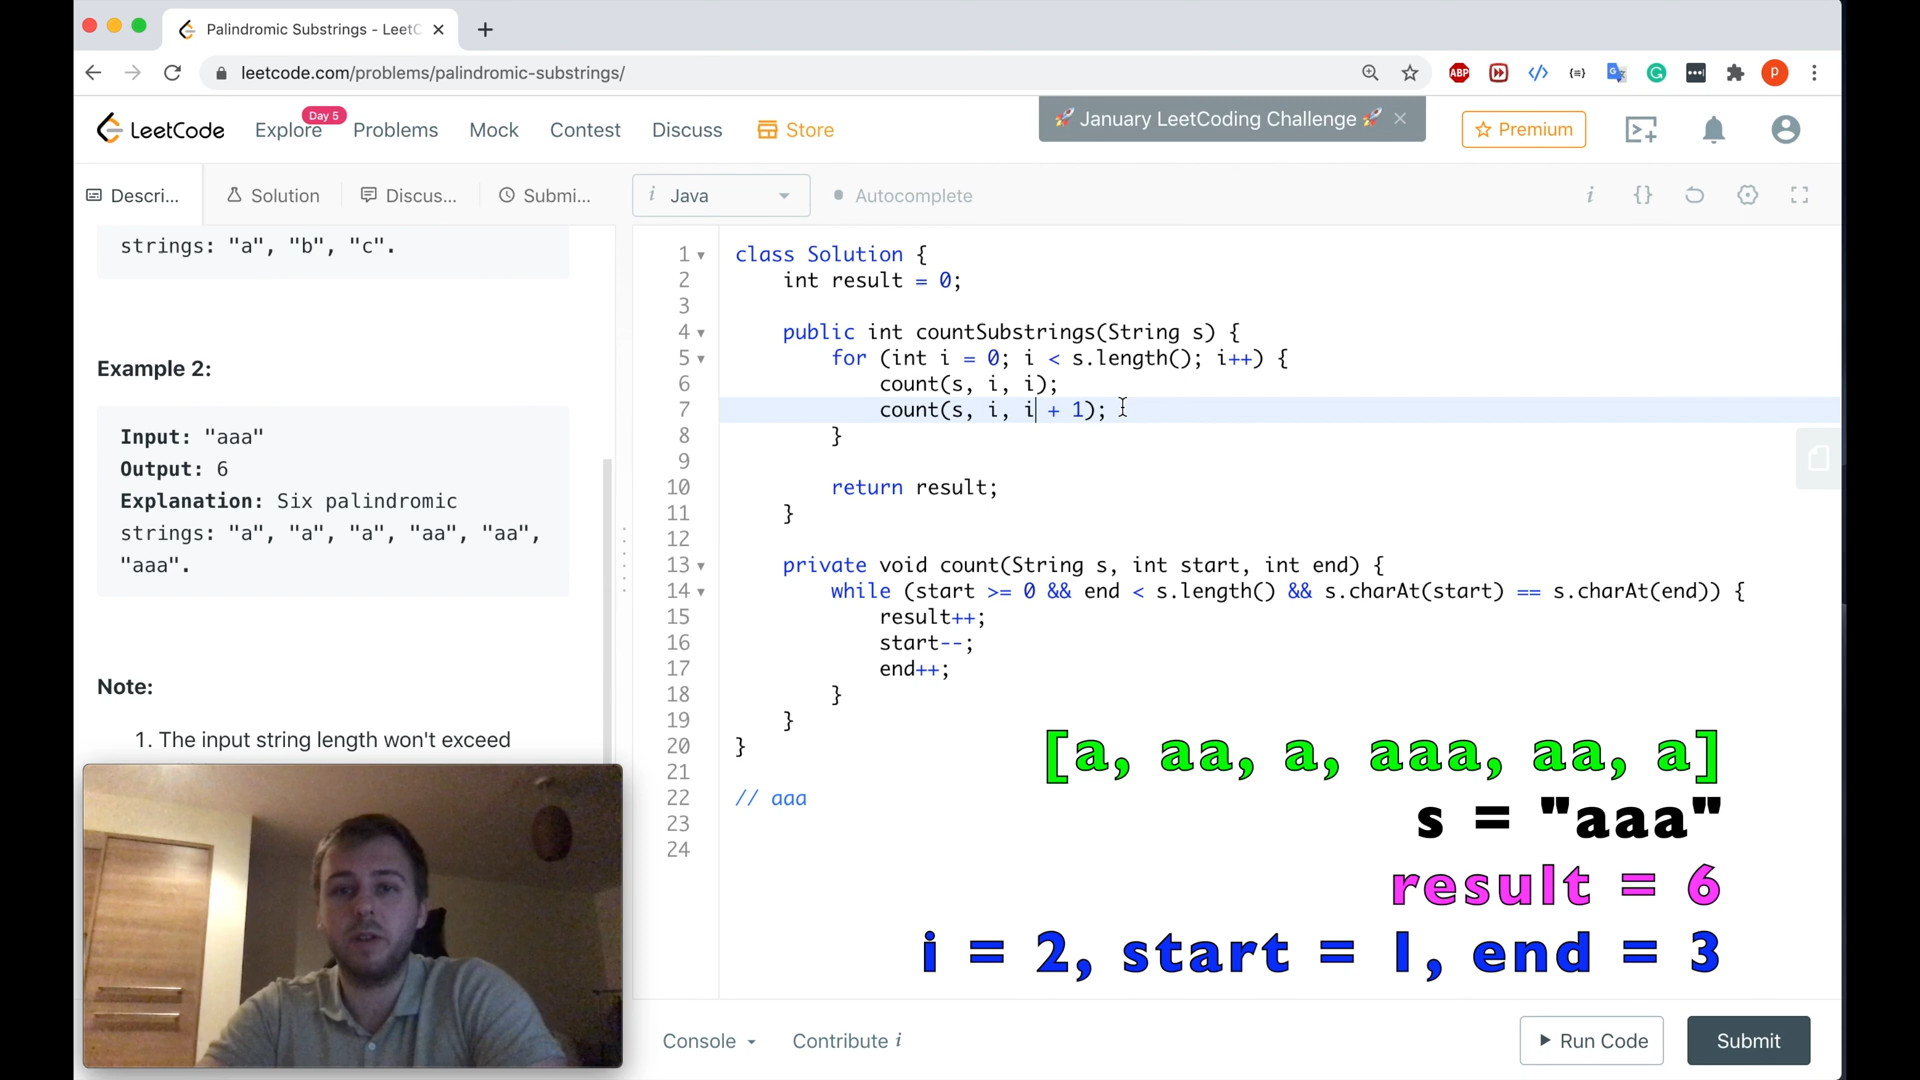 Palindromic Substrings - LeetC
leetcode.com/problems/palindromic-substrings/
ABP
p
LeetCode
Explore
Day 5
Problems
Mock
Contest
Discuss
Store
🚀 January LeetCoding Challenge 🚀
Premium
Descri...
Solution
Discus...
Submi...
i Java
Autocomplete
i {}
strings: "a", "b", "c".
Example 2:
Input: "aaa"
Output: 6
Explanation: Six palindromic
strings: "a", "a", "a", "aa", "aa",
"aaa".
Note:
1. The input string length won't exceed
1 class Solution {
2 int result = 0;
3
4 public int countSubstrings(String s) {
5 for (int i = 0; i < s.length(); i++) {
6 count(s, i, i);
7 count(s, i, i + 1);
8 }
9
10 return result;
11 }
12
13 private void count(String s, int start, int end) {
14 while (start >= 0 && end < s.length() && s.charAt(start) == s.charAt(end)) {
15 result++;
16 start--;
17 end++;
18 }
19 }
20 }
21
22 // aaa
23
24
[a, aa, a, aaa, aa, a]
s = "aaa"
result = 6
i = 2, start = 1, end = 3
Console
Contribute i
Run Code
Submit